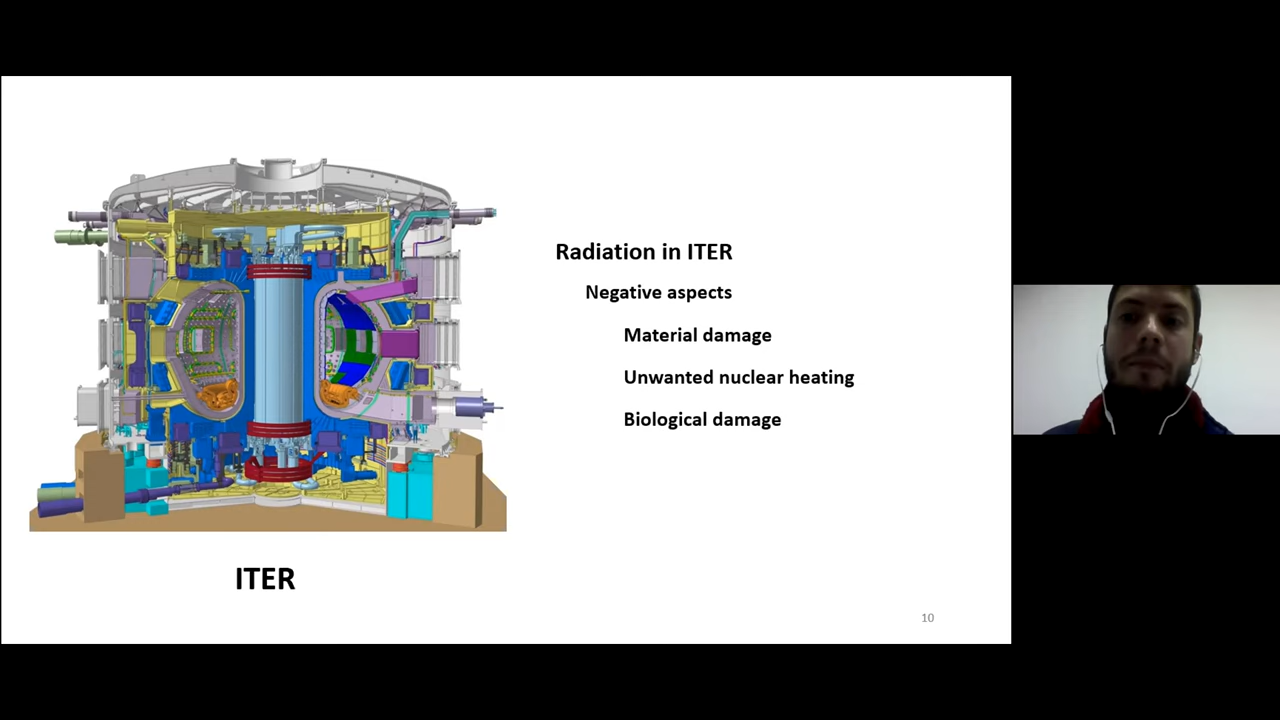 Radiation in ITER
Negative aspects
Material damage
Unwanted nuclear heating
Biological damage
ITER
10